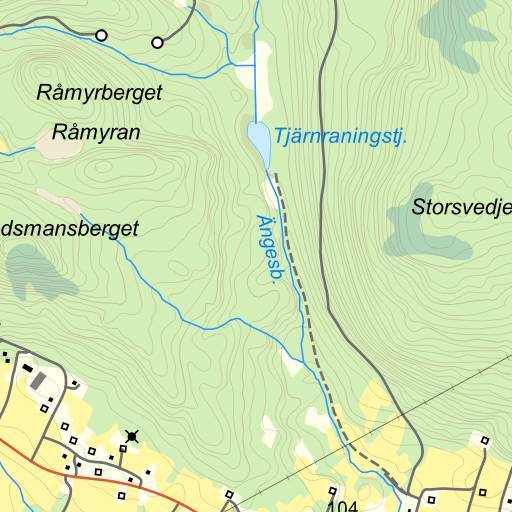 Råmyrberget
Råmyran
Tjärnraningstj.
Storsvedje
dsmansberget
Ängesb.
104